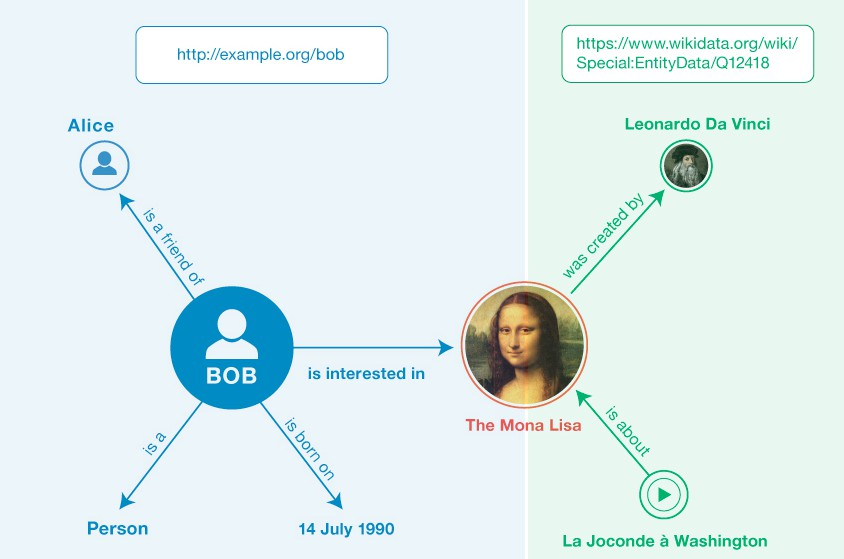 http://example.org/bob
https://www.wikidata.org/wiki/
Special:EntityData/Q12418
Alice
Leonardo Da Vinci
is a friend of
was created by
BOB
is interested in
The Mona Lisa
is a
is born on
is about
Person
14 July 1990
La Joconde à Washington